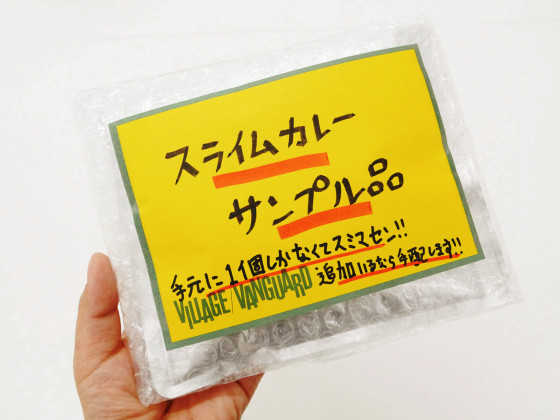 スライムカレー
サンプル品
手元に11個しかなくてスミマセン!!
追加いるなら手配します!!
VILLAGE/VANGUARD